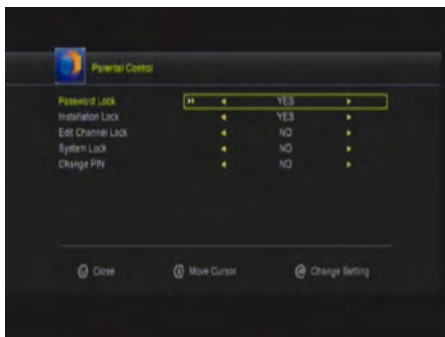 Parental Control
Password Lock YES
Installation Lock YES
Edit Channel Lock NO
System Lock NO
Change PIN NO
Close Move Cursor Change Setting